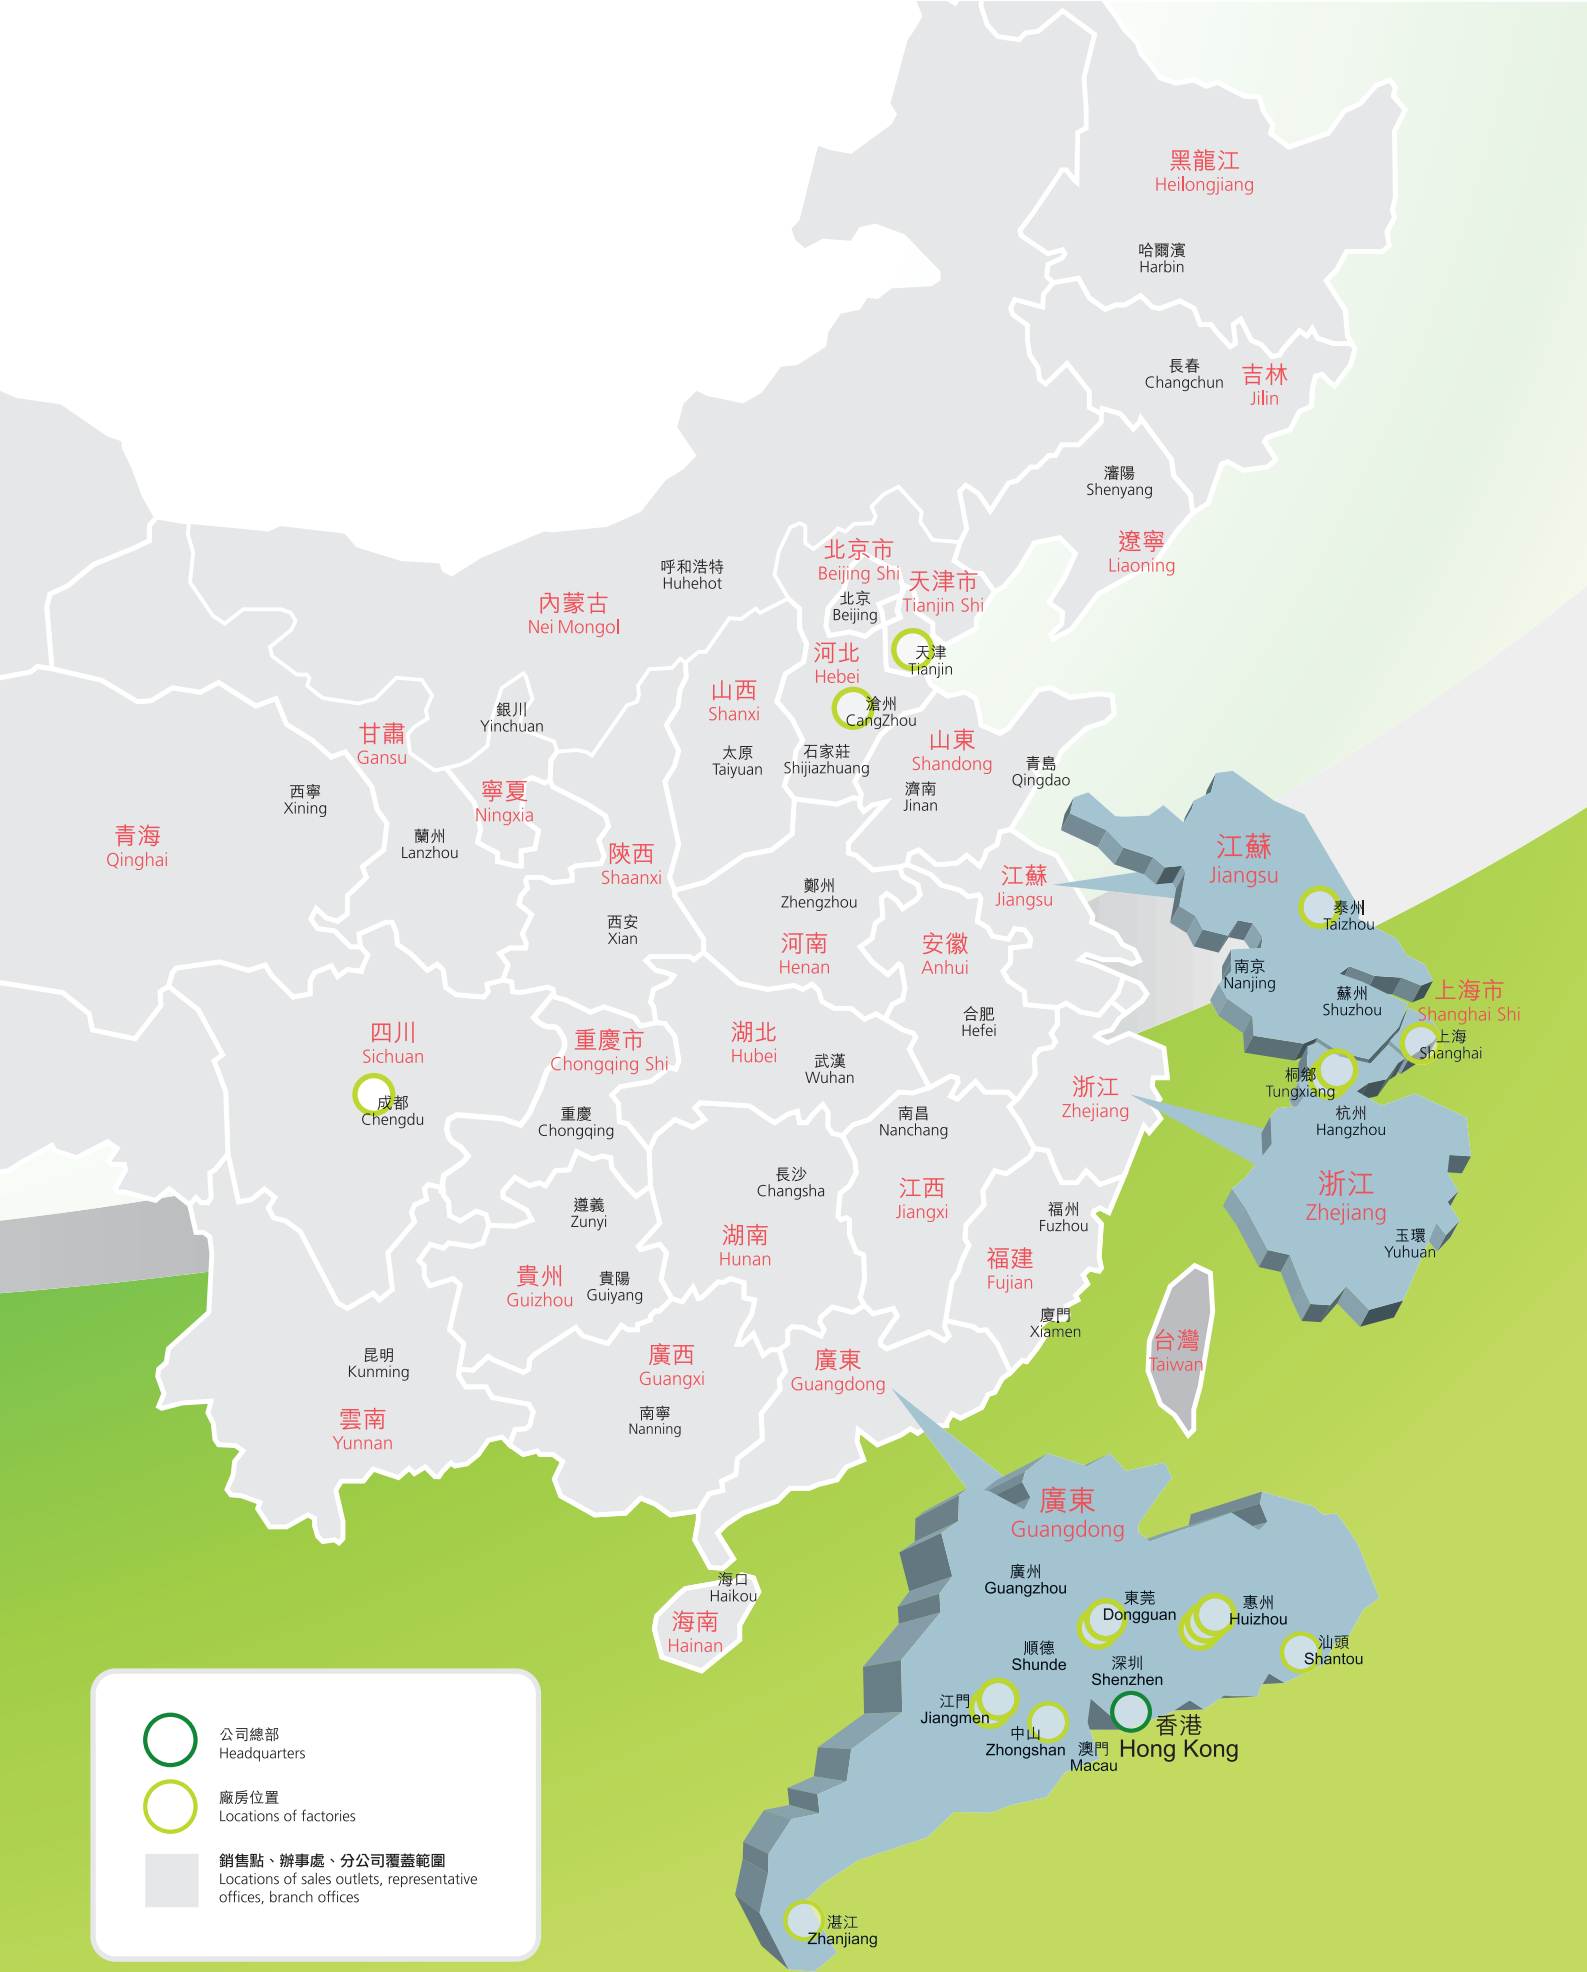 黑龍江
Heilongjiang
哈爾濱
Harbin
長春
Changchun
吉林
Jilin
瀋陽
Shenyang
遼寧
Liaoning
呼和浩特
Huhehot
內蒙古
Nei Mongol
北京市
Beijing Shi
北京
Beijing
天津市
Tianjin Shi
天津
Tianjin
河北
Hebei
滄州
CangZhou
石家莊
Shijiazhuang
山西
Shanxi
太原
Taiyuan
山東
Shandong
濟南
Jinan
青島
Qingdao
銀川
Yinchuan
甘肅
Gansu
寧夏
Ningxia
西寧
Xining
青海
Qinghai
蘭州
Lanzhou
陝西
Shaanxi
西安
Xian
鄭州
Zhengzhou
河南
Henan
江蘇
Jiangsu
安徽
Anhui
合肥
Hefei
江蘇
Jiangsu
泰州
Taizhou
南京
Nanjing
蘇州
Shuzhou
上海市
Shanghai Shi
上海
Shanghai
桐鄉
Tungxiang
杭州
Hangzhou
浙江
Zhejiang
玉環
Yuhuan
四川
Sichuan
成都
Chengdu
重慶市
Chongqing Shi
重慶
Chongqing
湖北
Hubei
武漢
Wuhan
浙江
Zhejiang
南昌
Nanchang
長沙
Changsha
江西
Jiangxi
遵義
Zunyi
湖南
Hunan
福州
Fuzhou
福建
Fujian
貴州
Guizhou
貴陽
Guiyang
廈門
Xiamen
台灣
Taiwan
昆明
Kunming
雲南
Yunnan
廣西
Guangxi
南寧
Nanning
廣東
Guangdong
海口
Haikou
海南
Hainan
廣東
Guangdong
廣州
Guangzhou
東莞
Dongguan
惠州
Huizhou
順德
Shunde
深圳
Shenzhen
汕頭
Shantou
江門
Jiangmen
中山
Zhongshan
澳門
Macau
香港
Hong Kong
湛江
Zhanjiang
公司總部
Headquarters
廠房位置
Locations of factories
銷售點、辦事處、分公司覆蓋範圍
Locations of sales outlets, representative
offices, branch offices